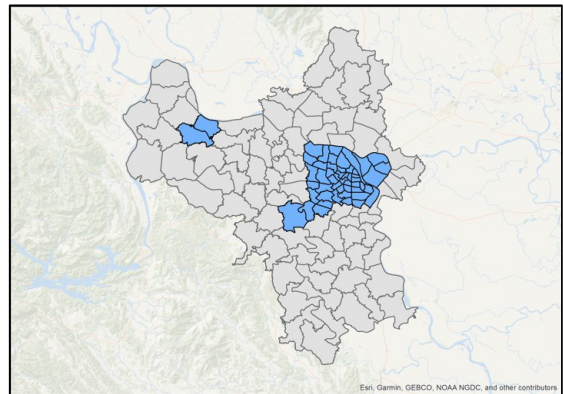 Esri, Garmin, GEBCO, NOAA NGDC, and other contributors